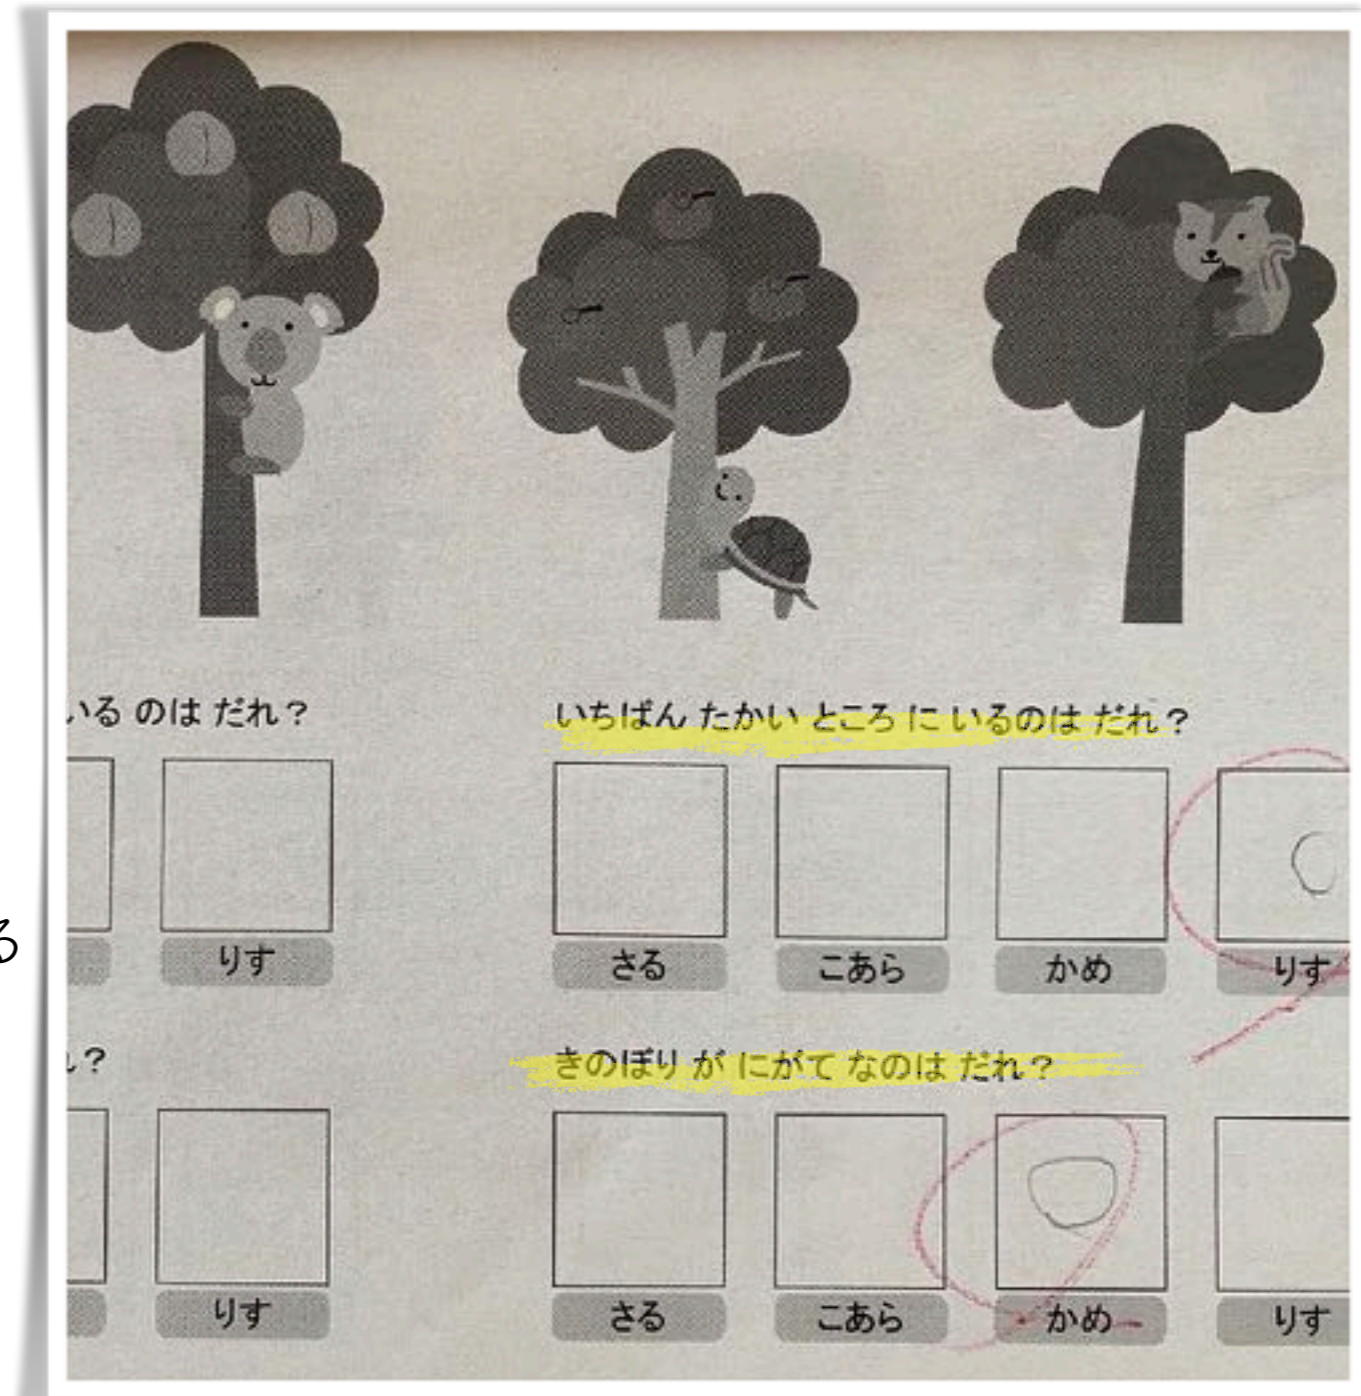 いる のは だれ？
いちばん たかい ところ に いるのは だれ？
りす
さる こあら かめ りす
る
？
きのぼり が にがて なのは だれ？
りす
さる こあら かめ りす